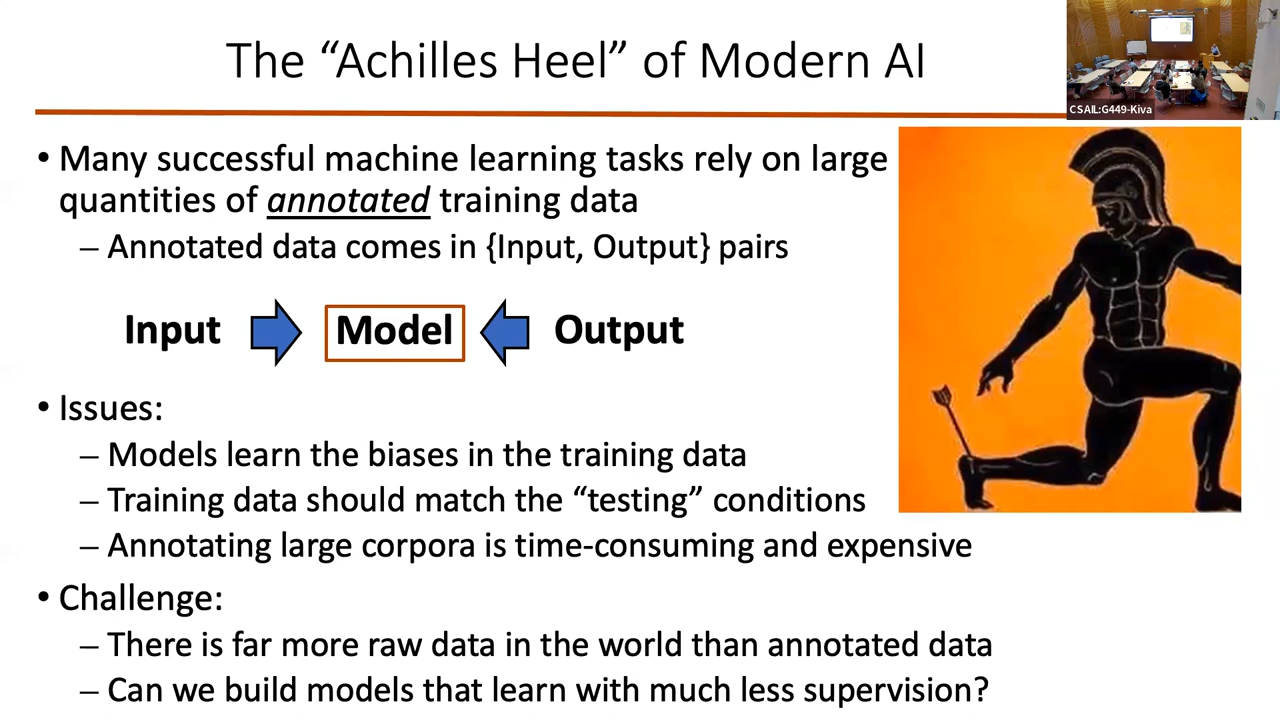 The “Achilles Heel” of Modern AI
CSAIL:G449-Kiva
• Many successful machine learning tasks rely on large
quantities of annotated training data
– Annotated data comes in {Input, Output} pairs
Input Model Output
• Issues:
– Models learn the biases in the training data
– Training data should match the “testing” conditions
– Annotating large corpora is time-consuming and expensive
• Challenge:
– There is far more raw data in the world than annotated data
– Can we build models that learn with much less supervision?